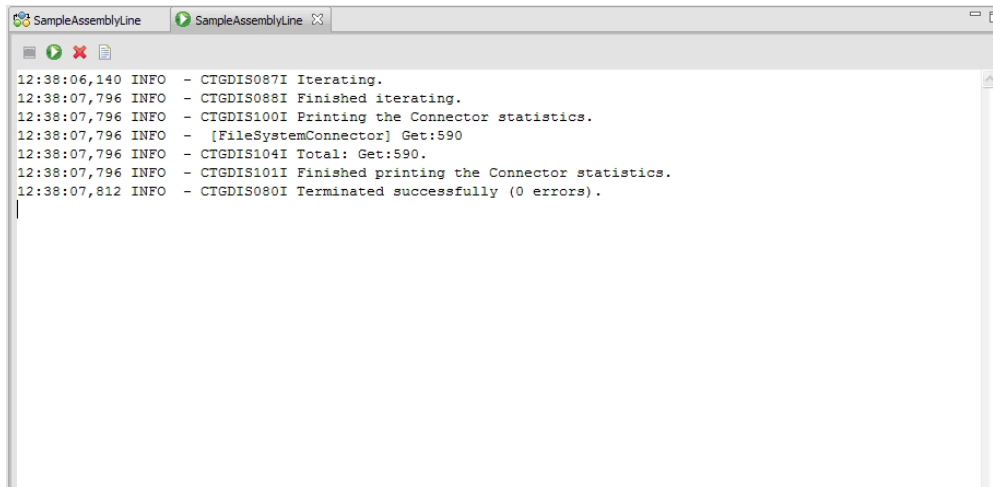 SampleAssemblyLine SampleAssemblyLine
12:38:06,140 INFO - CTGDIS087I Iterating.
12:38:07,796 INFO - CTGDIS088I Finished iterating.
12:38:07,796 INFO - CTGDIS100I Printing the Connector statistics.
12:38:07,796 INFO - [FileSystemConnector] Get:590
12:38:07,796 INFO - CTGDIS104I Total: Get:590.
12:38:07,796 INFO - CTGDIS101I Finished printing the Connector statistics.
12:38:07,812 INFO - CTGDIS080I Terminated successfully (0 errors).